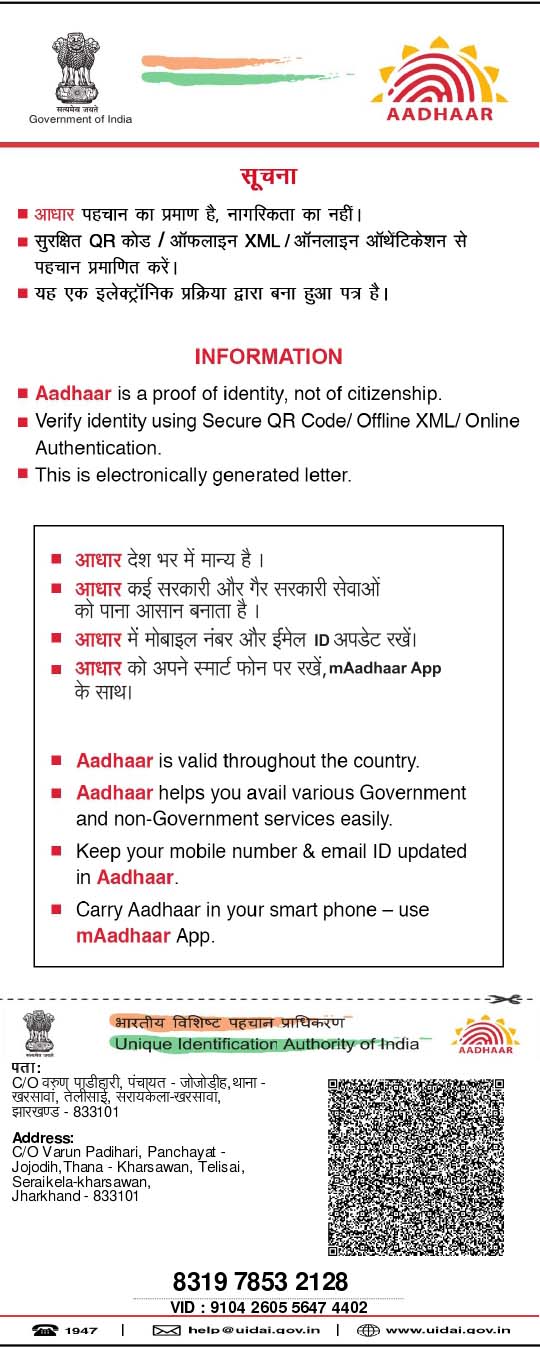 सत्यमेव जयते
Government of India
AADHAAR
सूचना
■ आधार पहचान का प्रमाण है, नागरिकता का नहीं।
■ सुरक्षित QR कोड / ऑफलाइन XML / ऑनलाइन ऑथेंटिकेशन से
पहचान प्रमाणित करें।
■ यह एक इलेक्ट्रॉनिक प्रक्रिया द्वारा बना हुआ पत्र है।
INFORMATION
■ Aadhaar is a proof of identity, not of citizenship.
■ Verify identity using Secure QR Code/ Offline XML/ Online
Authentication.
■ This is electronically generated letter.
■ आधार देश भर में मान्य है ।
■ आधार कई सरकारी और गैर सरकारी सेवाओं
को पाना आसान बनाता है ।
■ आधार में मोबाइल नंबर और ईमेल ID अपडेट रखें।
■ आधार को अपने स्मार्ट फोन पर रखें, mAadhaar App
के साथ।
■ Aadhaar is valid throughout the country.
■ Aadhaar helps you avail various Government
and non-Government services easily.
■ Keep your mobile number & email ID updated
in Aadhaar.
■ Carry Aadhaar in your smart phone – use
mAadhaar App.
सत्यमेव जयते
भारतीय विशिष्ट पहचान प्राधिकरण
Unique Identification Authority of India
AADHAAR
पता:
C/O वरुण पाडीहारी, पंचायत - जोजोडीह,थाना -
खरसावां, तेलीसाई, सरायकेला-खरसावां,
झारखण्ड - 833101
Address:
C/O Varun Padihari, Panchayat -
Jojodih,Thana - Kharsawan, Telisai,
Seraikela-kharsawan,
Jharkhand - 833101
8319 7853 2128
VID : 9104 2605 5647 4402
1947 | help@uidai.gov.in | www.uidai.gov.in